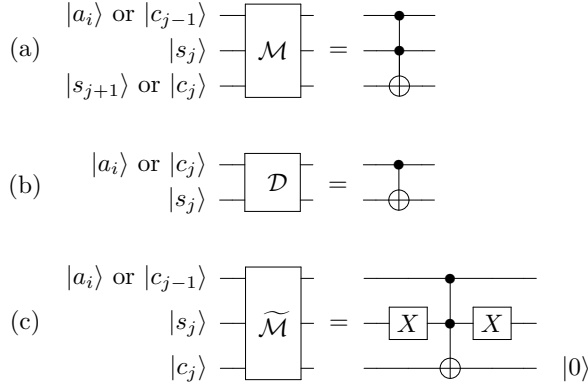 |a_i⟩ or |c_{j−1}⟩
(a) |s_j⟩ ℳ =
|s_{j+1}⟩ or |c_j⟩
|a_i⟩ or |c_j⟩
(b) 𝒟 =
|s_j⟩
|a_i⟩ or |c_{j−1}⟩
(c) |s_j⟩ ℳ̃ = X X
|c_j⟩ |0⟩